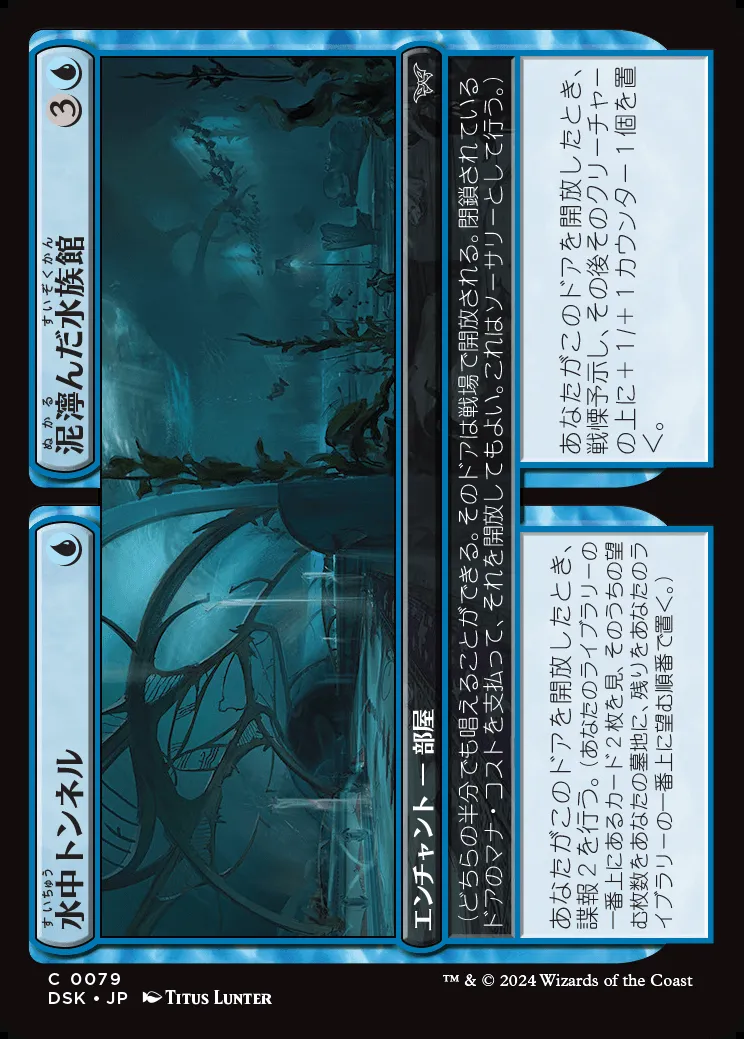 すいちゅう
水中トンネル
ぬかる すいぞくかん
泥濘んだ水族館
3
エンチャント — 部屋
(どちらの半分でも唱えることができる。そのドアは戦場で開放される。閉鎖されている
ドアのマナ・コストを支払って、それを開放してもよい。これはソーサリーとして行う。)
あなたがこのドアを開放したとき、
諜報2を行う。(あなたのライブラリーの
一番上にあるカード2枚を見、そのうちの望
む枚数をあなたの墓地に、残りをあなたのラ
イブラリーの一番上に望む順番で置く。)
あなたがこのドアを開放したとき、
戦慄予示し、その後そのクリーチャー
の上に+1/+1カウンター1個を置
く。
C 0079
DSK • JP Titus Lunter
™ & © 2024 Wizards of the Coast